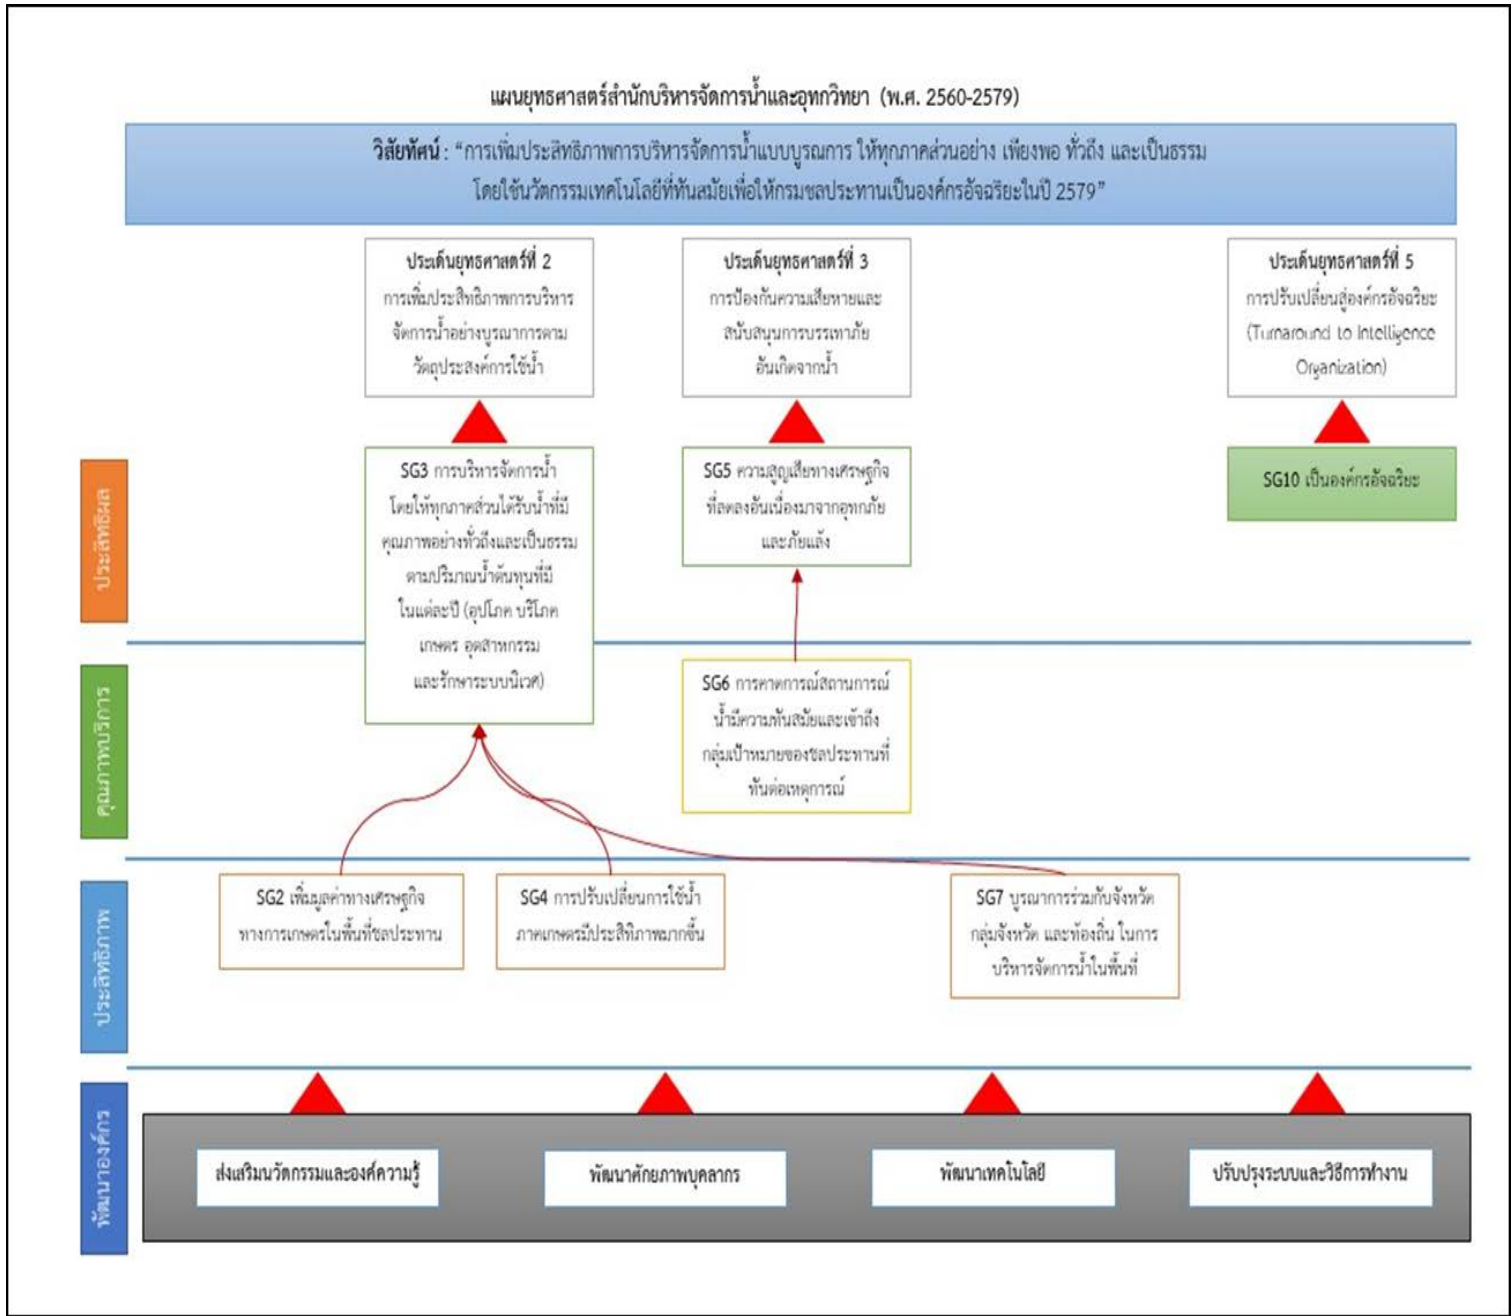 แผนยุทธศาสตร์สำนักบริหารจัดการน้ำและอุทกวิทยา (พ.ศ. 2560-2579)
วิสัยทัศน์ : “การเพิ่มประสิทธิภาพการบริหารจัดการน้ำแบบบูรณการ ให้ทุกภาคส่วนอย่าง เพียงพอ ทั่วถึง และเป็นธรรม
โดยใช้นวัตกรรมเทคโนโลยีที่ทันสมัยเพื่อให้กรมชลประทานเป็นองค์กรอัจฉริยะในปี 2579”
ประเด็นยุทธศาสตร์ที่ 2
การเพิ่มประสิทธิภาพการบริหาร
จัดการน้ำอย่างบูรณาการตาม
วัตถุประสงค์การใช้น้ำ
ประเด็นยุทธศาสตร์ที่ 3
การป้องกันความเสียหายและ
สนับสนุนการบรรเทาภัย
อันเกิดจากน้ำ
ประเด็นยุทธศาสตร์ที่ 5
การปรับเปลี่ยนสู่องค์กรอัจฉริยะ
(Turnaround to Intelligence
Organization)
ประสิทธิผล
SG3 การบริหารจัดการน้ำ
โดยให้ทุกภาคส่วนได้รับน้ำที่มี
คุณภาพอย่างทั่วถึงและเป็นธรรม
ตามปริมาณน้ำต้นทุนที่มี
ในแต่ละปี (อุปโภค บริโภค
เกษตร อุตสาหกรรม
และรักษาระบบนิเวศ)
SG5 ความสูญเสียทางเศรษฐกิจ
ที่ลดลงอันเนื่องมาจากอุทกภัย
และภัยแล้ง
SG10 เป็นองค์กรอัจฉริยะ
คุณภาพบริการ
SG6 การคาดการณ์สถานการณ์
น้ำมีความทันสมัยและเข้าถึง
กลุ่มเป้าหมายของชลประทานที่
ทันต่อเหตุการณ์
ประสิทธิภาพ
SG2 เพิ่มมูลค่าทางเศรษฐกิจ
ทางการเกษตรในพื้นที่ชลประทาน
SG4 การปรับเปลี่ยนการใช้น้ำ
ภาคเกษตรมีประสิทิภาพมากขึ้น
SG7 บูรณาการร่วมกับจังหวัด
กลุ่มจังหวัด และท้องถิ่น ในการ
บริหารจัดการน้ำในพื้นที่
พัฒนาองค์กร
ส่งเสริมนวัตกรรมและองค์ความรู้
พัฒนาศักยภาพบุคลากร
พัฒนาเทคโนโลยี
ปรับปรุงระบบและวิธีการทำงาน